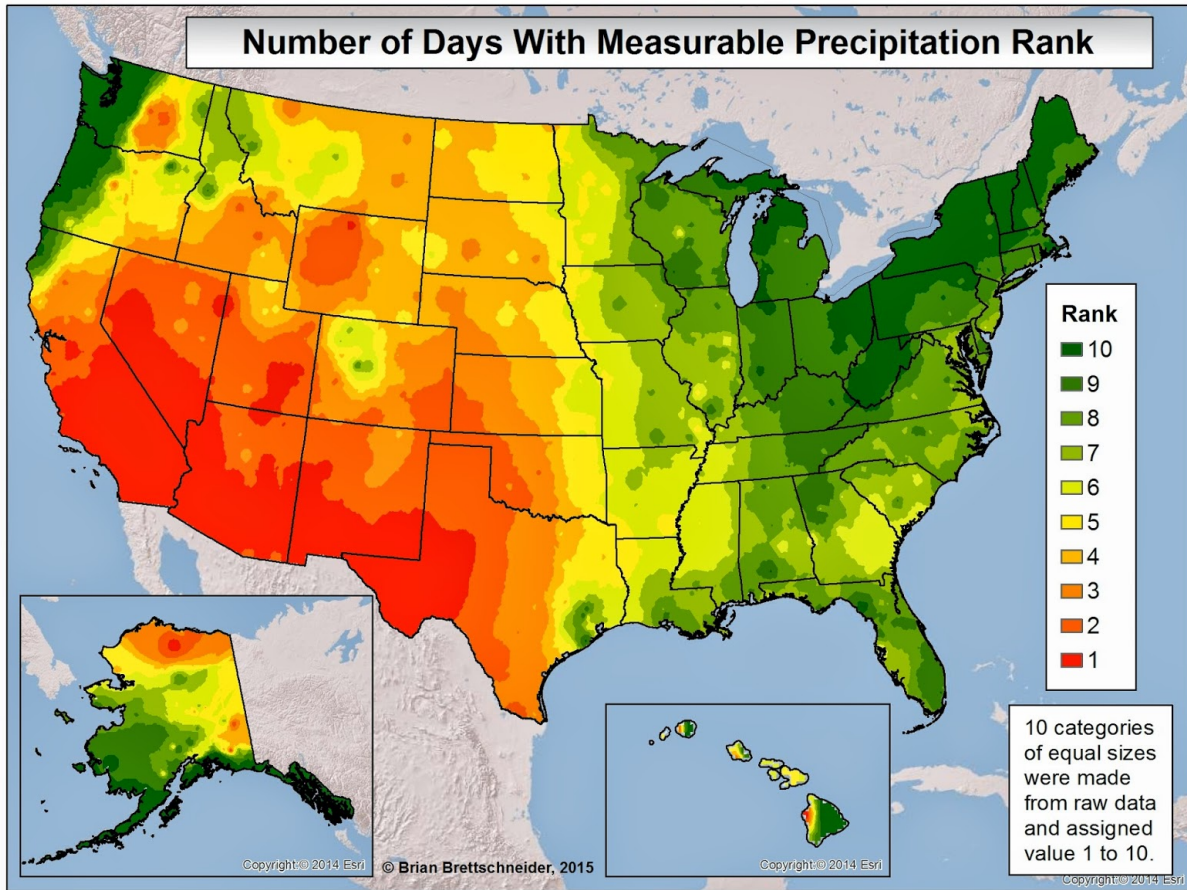 Number of Days With Measurable Precipitation Rank
Rank
10
9
8
7
6
5
4
3
2
1
10 categories
of equal sizes
were made
from raw data
and assigned
value 1 to 10.
Copyright:© 2014 Esri
© Brian Brettschneider, 2015
Copyright:© 2014 Esri
Copyright:© 2014 Esri